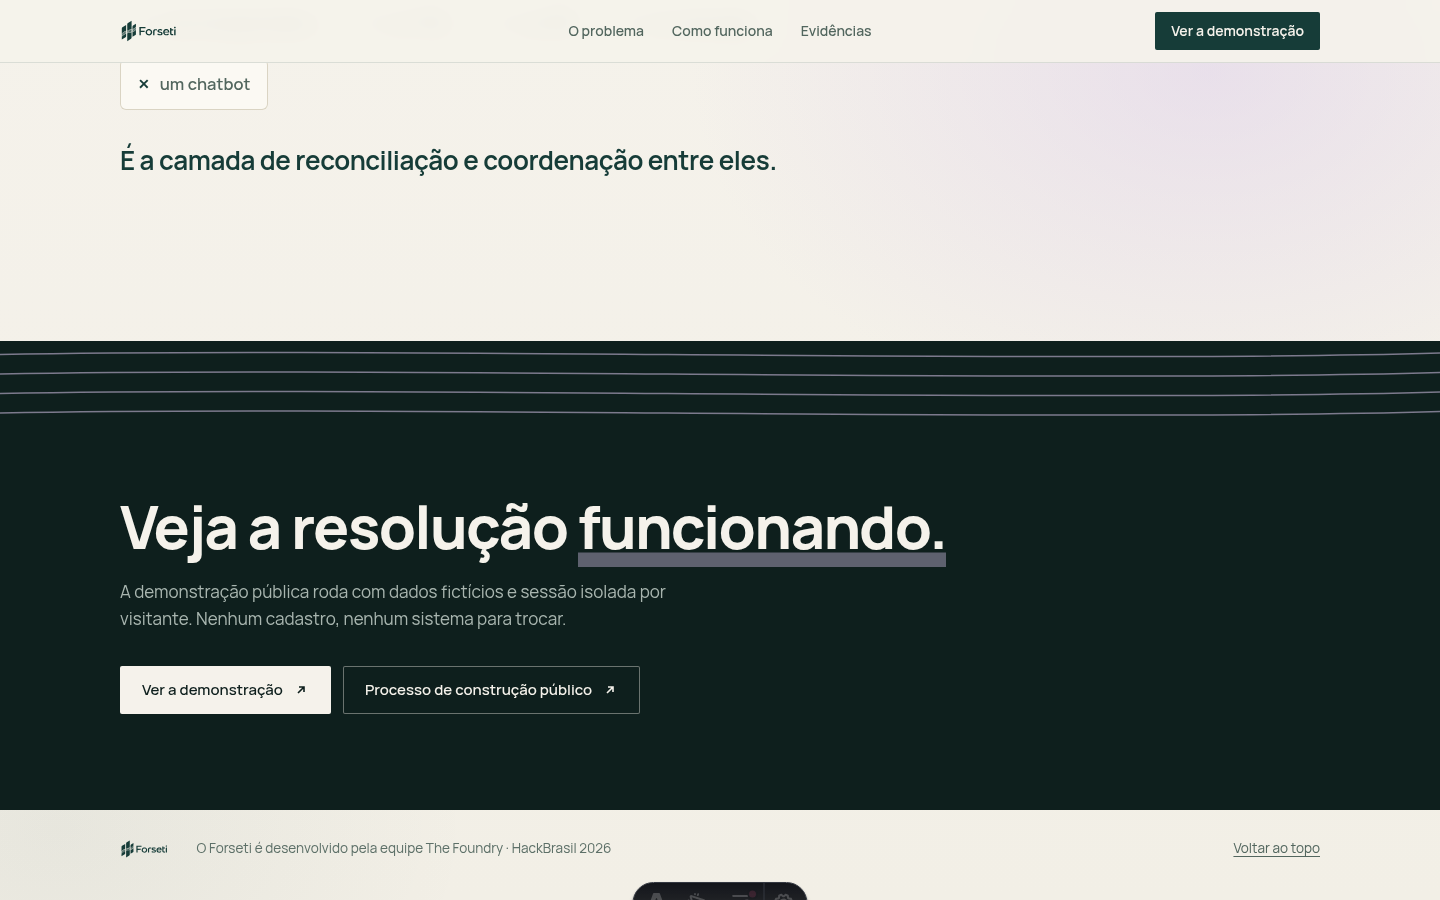 Forseti
O problema
Como funciona
Evidências
Ver a demonstração
× um chatbot
É a camada de reconciliação e coordenação entre eles.
Veja a resolução funcionando.
A demonstração pública roda com dados fictícios e sessão isolada por
visitante. Nenhum cadastro, nenhum sistema para trocar.
Ver a demonstração
Processo de construção público
Forseti
O Forseti é desenvolvido pela equipe The Foundry · HackBrasil 2026
Voltar ao topo